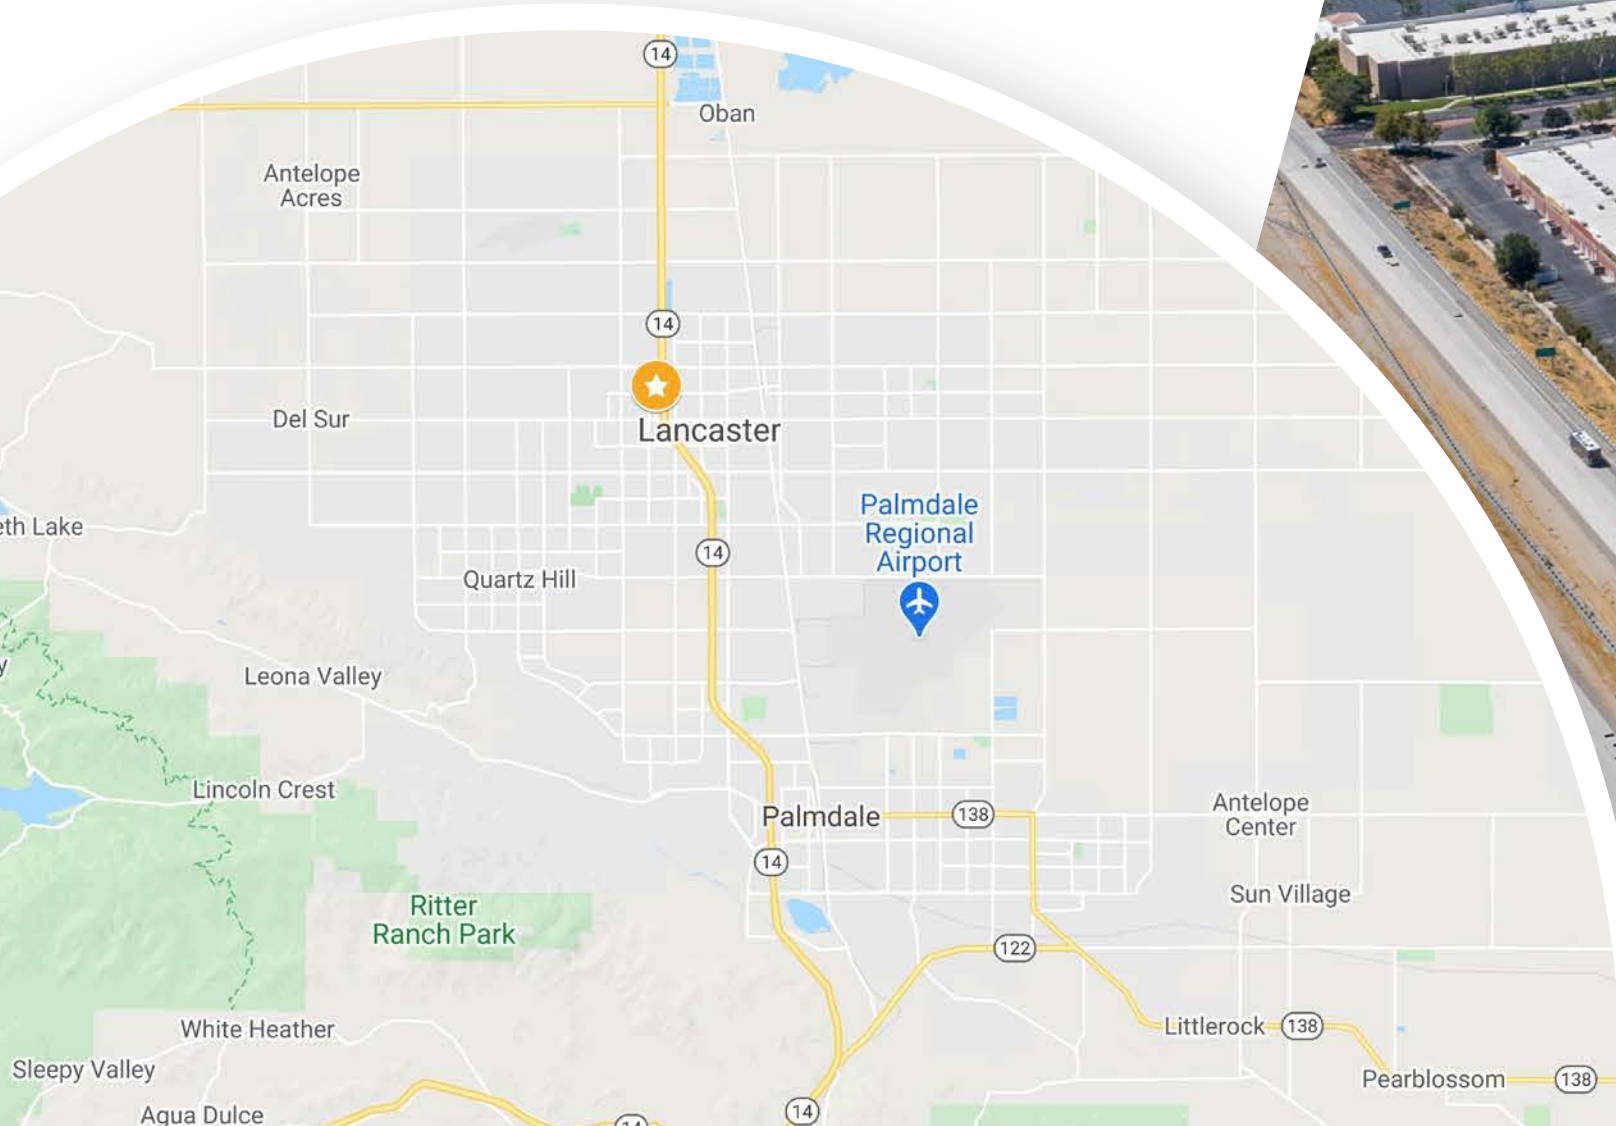 14
Oban
Antelope
Acres
14
Del Sur
Lancaster
Palmdale
Regional
Airport
eth Lake
14
Quartz Hill
y
Leona Valley
Lincoln Crest
Palmdale
138
Antelope
Center
14
Sun Village
Ritter
Ranch Park
122
White Heather
Littlerock
138
Sleepy Valley
Pearblossom
138
Agua Dulce
14
14